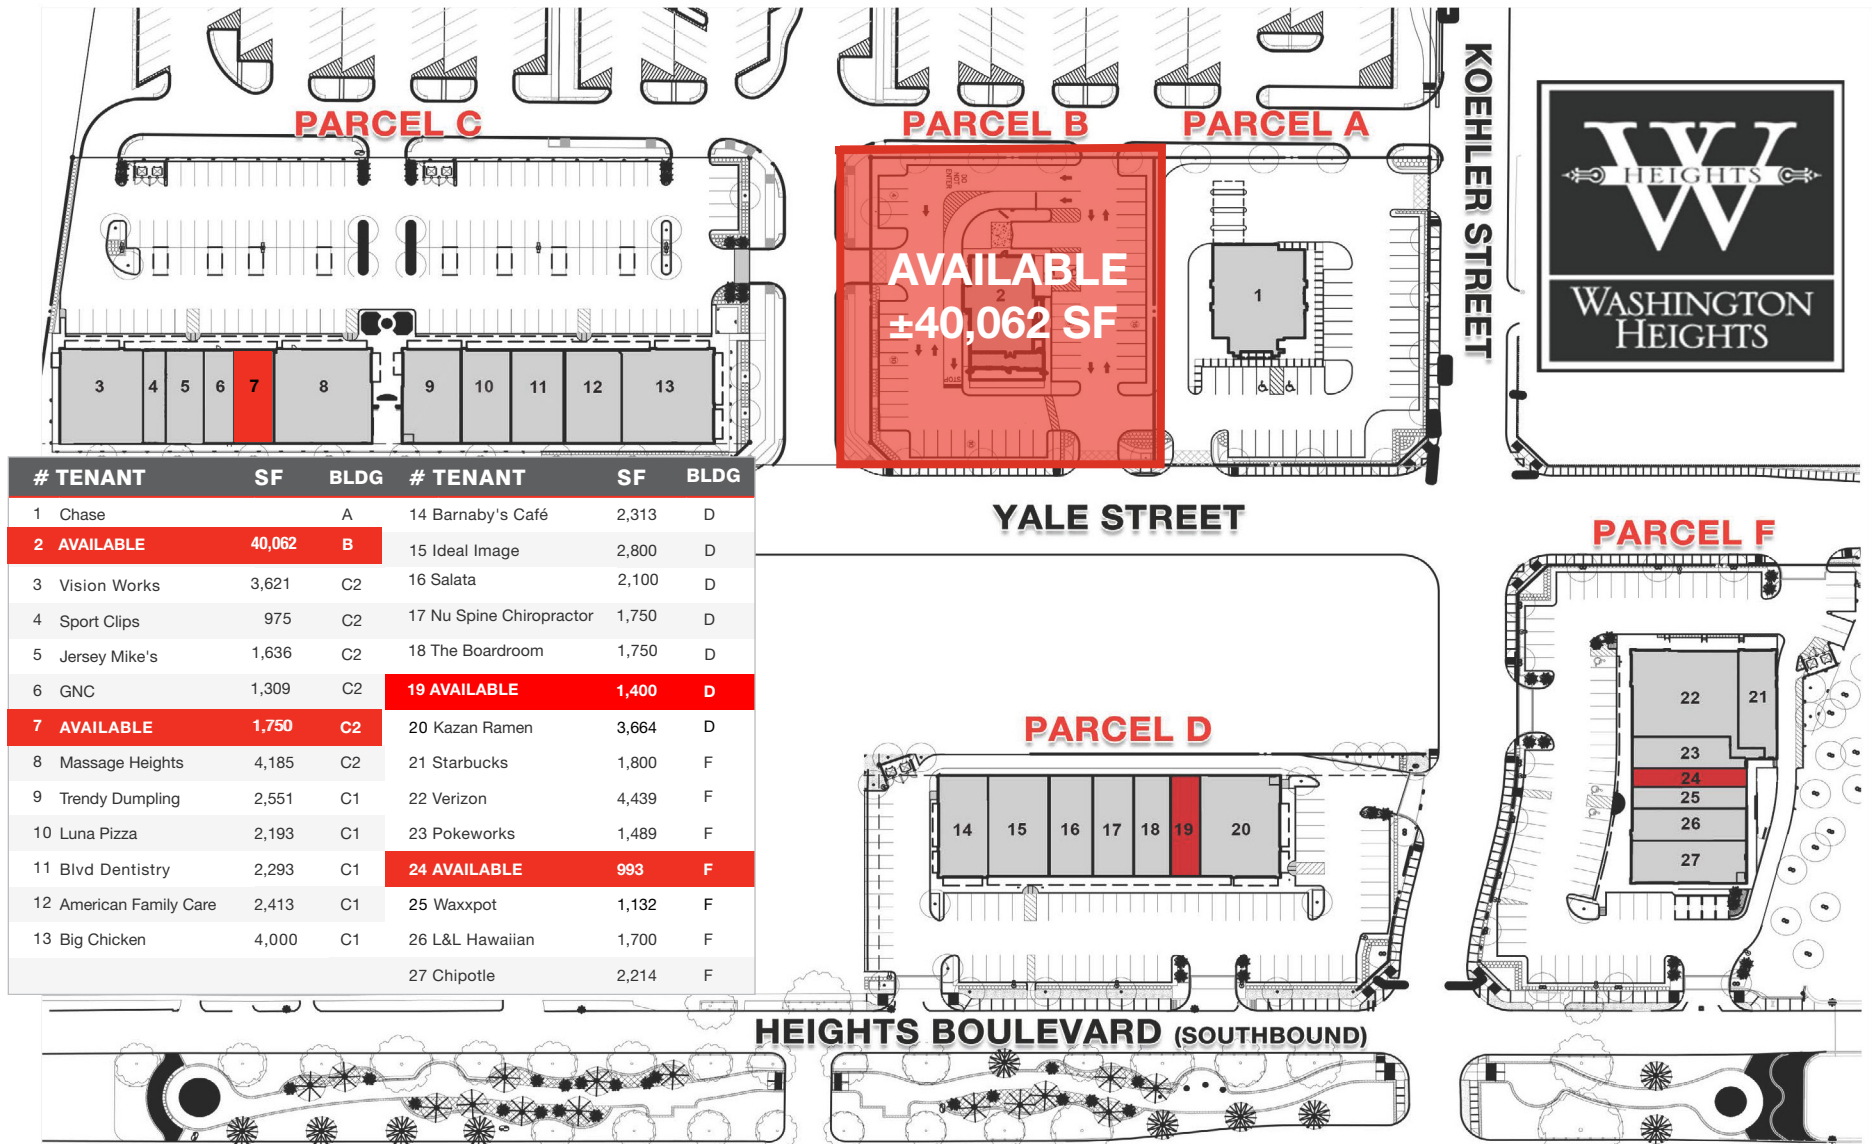 PARCEL C
PARCEL B
PARCEL A
KOEHLER STREET
W
HEIGHTS
WASHINGTON
HEIGHTS
DO NOT ENTER
AVAILABLE
±40,062 SF
2
1
STOP
3 4 5 6 7 8 9 10 11 12 13
# TENANT SF BLDG # TENANT SF BLDG
1 Chase A 14 Barnaby's Café 2,313 D
2 AVAILABLE 40,062 B 15 Ideal Image 2,800 D
3 Vision Works 3,621 C2 16 Salata 2,100 D
4 Sport Clips 975 C2 17 Nu Spine Chiropractor 1,750 D
5 Jersey Mike's 1,636 C2 18 The Boardroom 1,750 D
6 GNC 1,309 C2 19 AVAILABLE 1,400 D
7 AVAILABLE 1,750 C2 20 Kazan Ramen 3,664 D
8 Massage Heights 4,185 C2 21 Starbucks 1,800 F
9 Trendy Dumpling 2,551 C1 22 Verizon 4,439 F
10 Luna Pizza 2,193 C1 23 Pokeworks 1,489 F
11 Blvd Dentistry 2,293 C1 24 AVAILABLE 993 F
12 American Family Care 2,413 C1 25 Waxxpot 1,132 F
13 Big Chicken 4,000 C1 26 L&L Hawaiian 1,700 F
27 Chipotle 2,214 F
YALE STREET
PARCEL F
22 21
23
24
25
26
27
PARCEL D
14 15 16 17 18 19 20
HEIGHTS BOULEVARD (SOUTHBOUND)